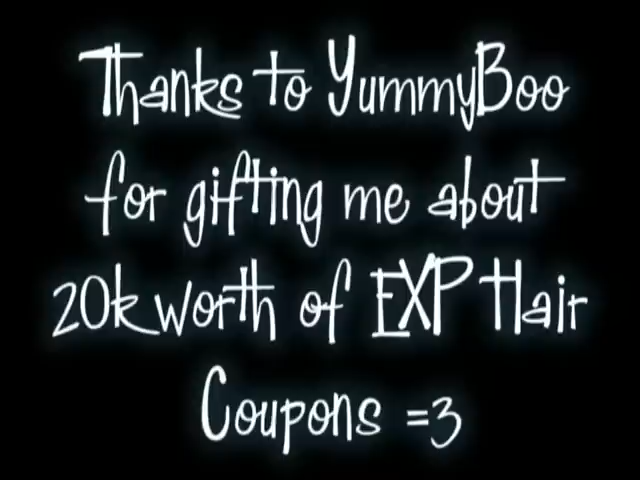 Thanks to YummyBoo
for gifting me about
20k worth of EXP Hair
Coupons =3